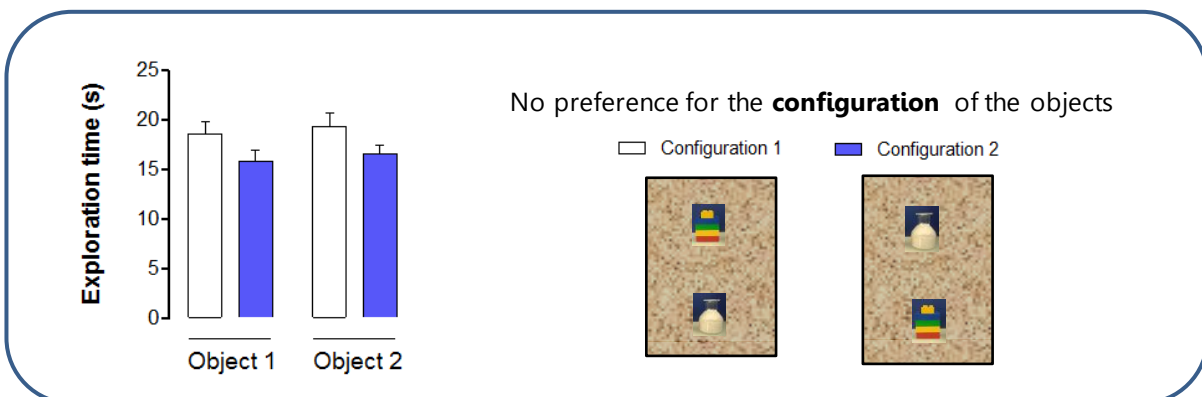 25
20
15
10
5
0
Exploration time (s)
Object 1
Object 2
No preference for the configuration of the objects
Configuration 1
Configuration 2